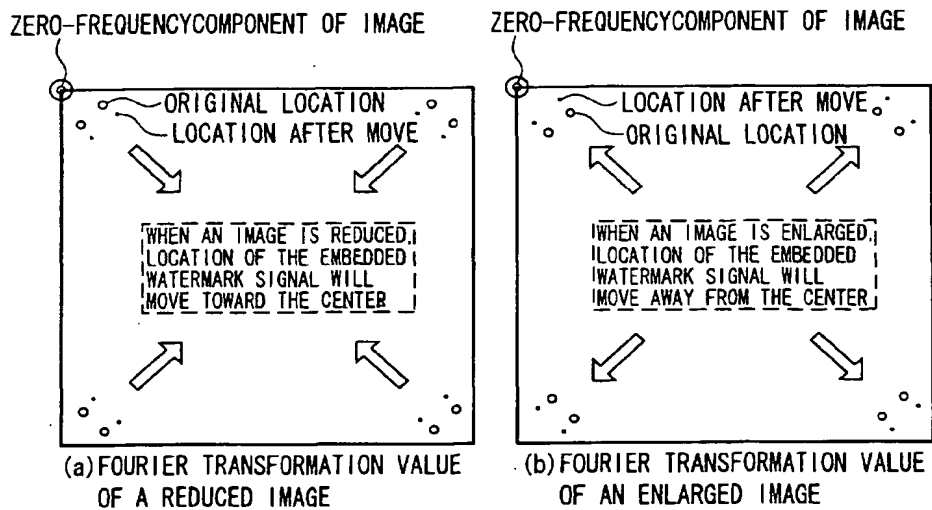 ZERO-FREQUENCYCOMPONENT OF IMAGE
ORIGINAL LOCATION
LOCATION AFTER MOVE
WHEN AN IMAGE IS REDUCED,
LOCATION OF THE EMBEDDED
WATERMARK SIGNAL WILL
MOVE TOWARD THE CENTER
(a) FOURIER TRANSFORMATION VALUE
OF A REDUCED IMAGE
ZERO-FREQUENCYCOMPONENT OF IMAGE
LOCATION AFTER MOVE
ORIGINAL LOCATION
WHEN AN IMAGE IS ENLARGED,
LOCATION OF THE EMBEDDED
WATERMARK SIGNAL WILL
MOVE AWAY FROM THE CENTER
(b) FOURIER TRANSFORMATION VALUE
OF AN ENLARGED IMAGE